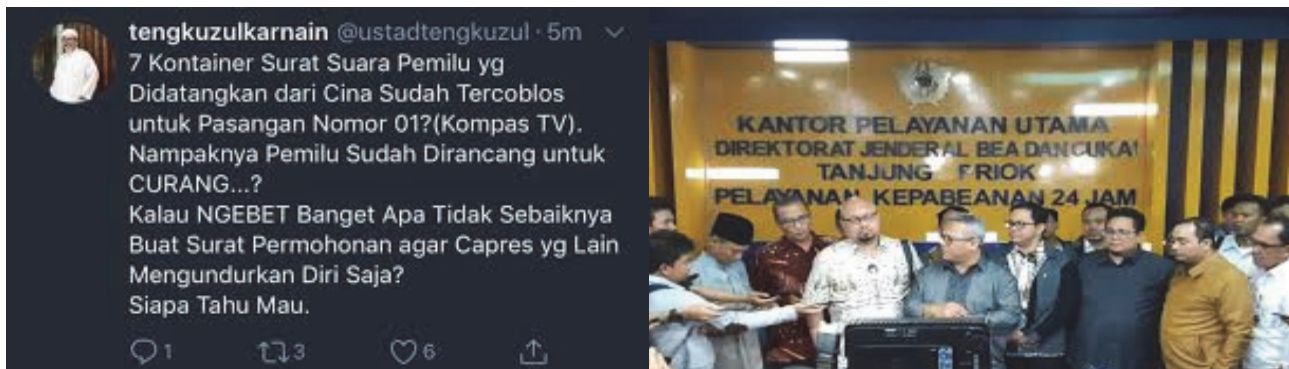 tengkuzulkarnain @ustadtengkuzul · 5m
7 Kontainer Surat Suara Pemilu yg
Didatangkan dari Cina Sudah Tercoblos
untuk Pasangan Nomor 01?(Kompas TV).
Nampaknya Pemilu Sudah Dirancang untuk
CURANG...?
Kalau NGEBET Banget Apa Tidak Sebaiknya
Buat Surat Permohonan agar Capres yg Lain
Mengundurkan Diri Saja?
Siapa Tahu Mau.
1 3 6
KANTOR PELAYANAN UTAMA
DIREKTORAT JENDERAL BEA DAN CUKAI
TANJUNG PRIOK
PELAYANAN KEPABEANAN 24 JAM